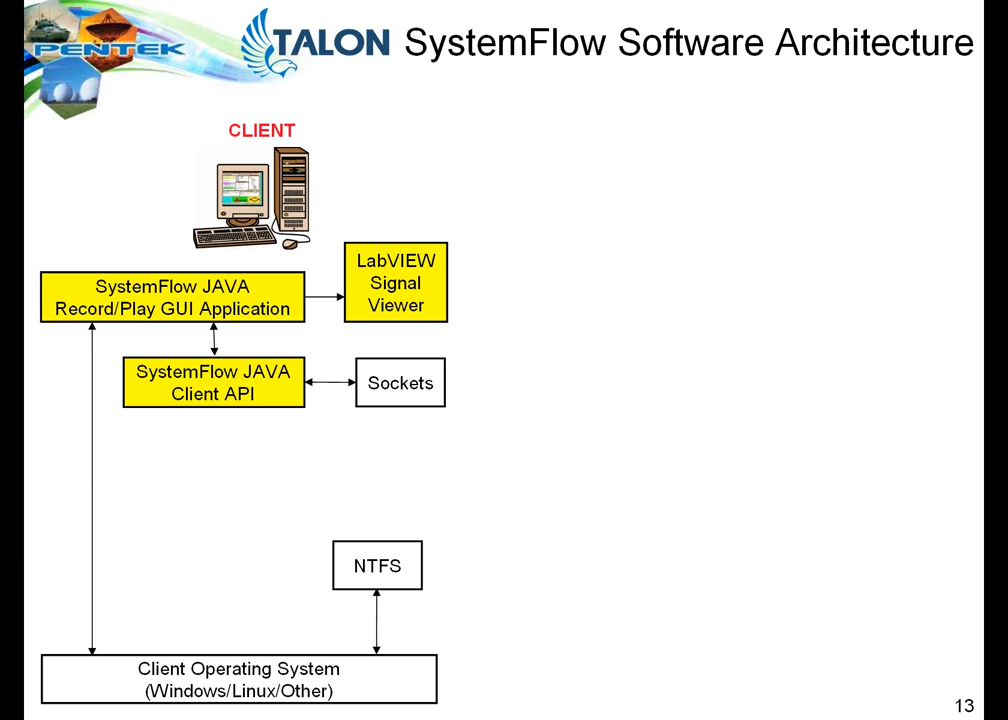 PENTEK
TALON SystemFlow Software Architecture
CLIENT
LabVIEW
Signal
Viewer
SystemFlow JAVA
Record/Play GUI Application
SystemFlow JAVA
Client API
Sockets
NTFS
Client Operating System
(Windows/Linux/Other)
13